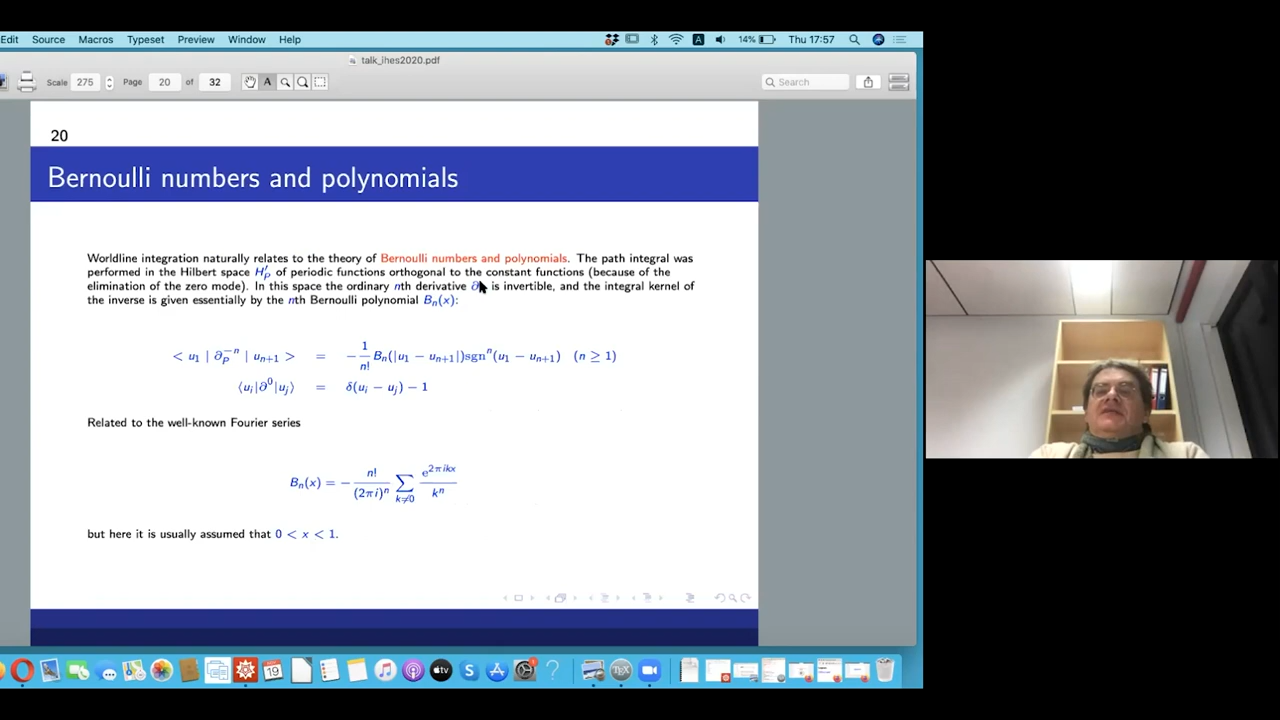 Edit Source Macros Typeset Preview Window Help 14% Thu 17:57
talk_ihes2020.pdf
Scale 275 Page 20 of 32 Search
20
Bernoulli numbers and polynomials
Worldline integration naturally relates to the theory of Bernoulli numbers and polynomials. The path integral was
performed in the Hilbert space H′_P of periodic functions orthogonal to the constant functions (because of the
elimination of the zero mode). In this space the ordinary nth derivative is invertible, and the integral kernel of
the inverse is given essentially by the nth Bernoulli polynomial B_n(x):
< u_1 | ∂_P^{−n} | u_{n+1} > = −\frac{1}{n!} B_n(|u_1 − u_{n+1}|)sgn^n(u_1 − u_{n+1}) (n ≥ 1)
⟨u_i|∂^0|u_j⟩ = δ(u_i − u_j) − 1
Related to the well-known Fourier series
B_n(x) = −\frac{n!}{(2πi)^n} \sum_{k≠0} \frac{e^{2πikx}}{k^n}
but here it is usually assumed that 0 < x < 1.